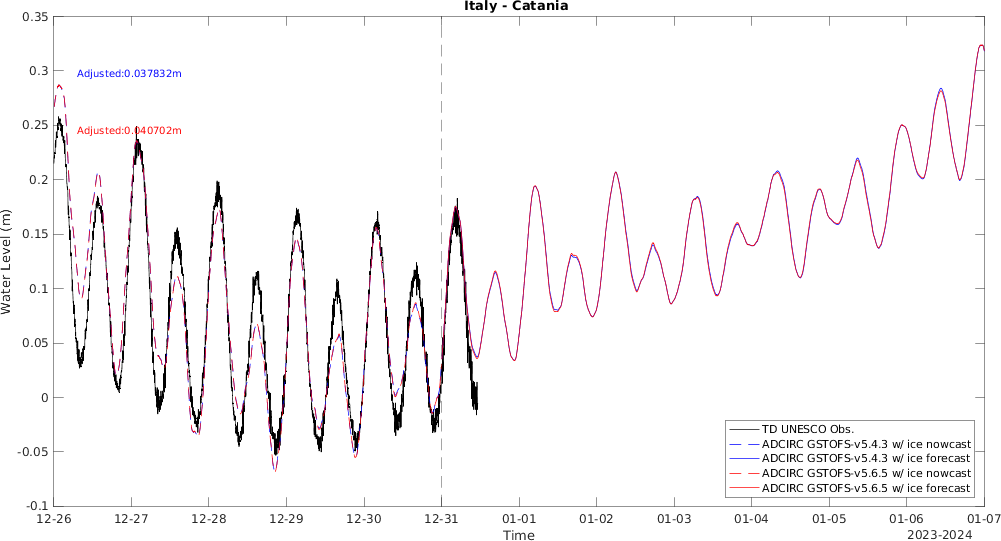 Italy - Catania
0.35
0.3
0.25
0.2
0.15
0.1
0.05
0
-0.05
-0.1
Water Level (m)
Adjusted:0.037832m
Adjusted:0.040702m
TD UNESCO Obs.
ADCIRC GSTOFS-v5.4.3 w/ ice nowcast
ADCIRC GSTOFS-v5.4.3 w/ ice forecast
ADCIRC GSTOFS-v5.6.5 w/ ice nowcast
ADCIRC GSTOFS-v5.6.5 w/ ice forecast
12-26 12-27 12-28 12-29 12-30 12-31 01-01 01-02 01-03 01-04 01-05 01-06 01-07
Time
2023-2024